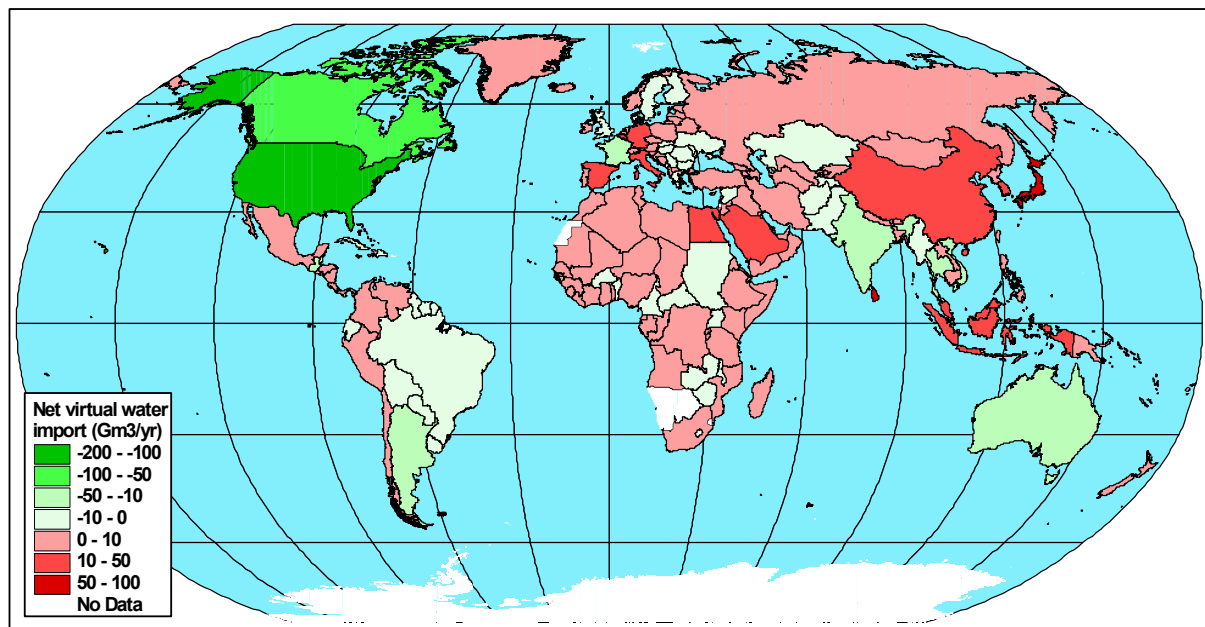 Net virtual water
import (Gm3/yr)
-200 - -100
-100 - -50
-50 - -10
-10 - 0
0 - 10
10 - 50
50 - 100
No Data